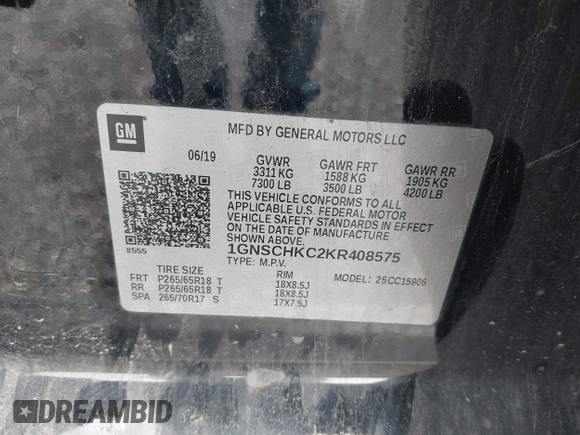 GM
MFD BY GENERAL MOTORS LLC
06/19 GVWR GAWR FRT GAWR RR
3311 KG 1588 KG 1905 KG
7300 LB 3500 LB 4200 LB
THIS VEHICLE CONFORMS TO ALL
APPLICABLE U.S. FEDERAL MOTOR
VEHICLE SAFETY STANDARDS IN EFFECT
ON THE DATE OF MANUFACTURE
SHOWN ABOVE.
8555 1GNSCHKC2KR408575
TYPE: M.P.V. MODEL: 25CC15906
TIRE SIZE RIM
FRT P265/65R18 T 18X8.5J
RR P265/65R18 T 18X8.5J
SPA 265/70R17 S 17X7.5J
DREAMBID